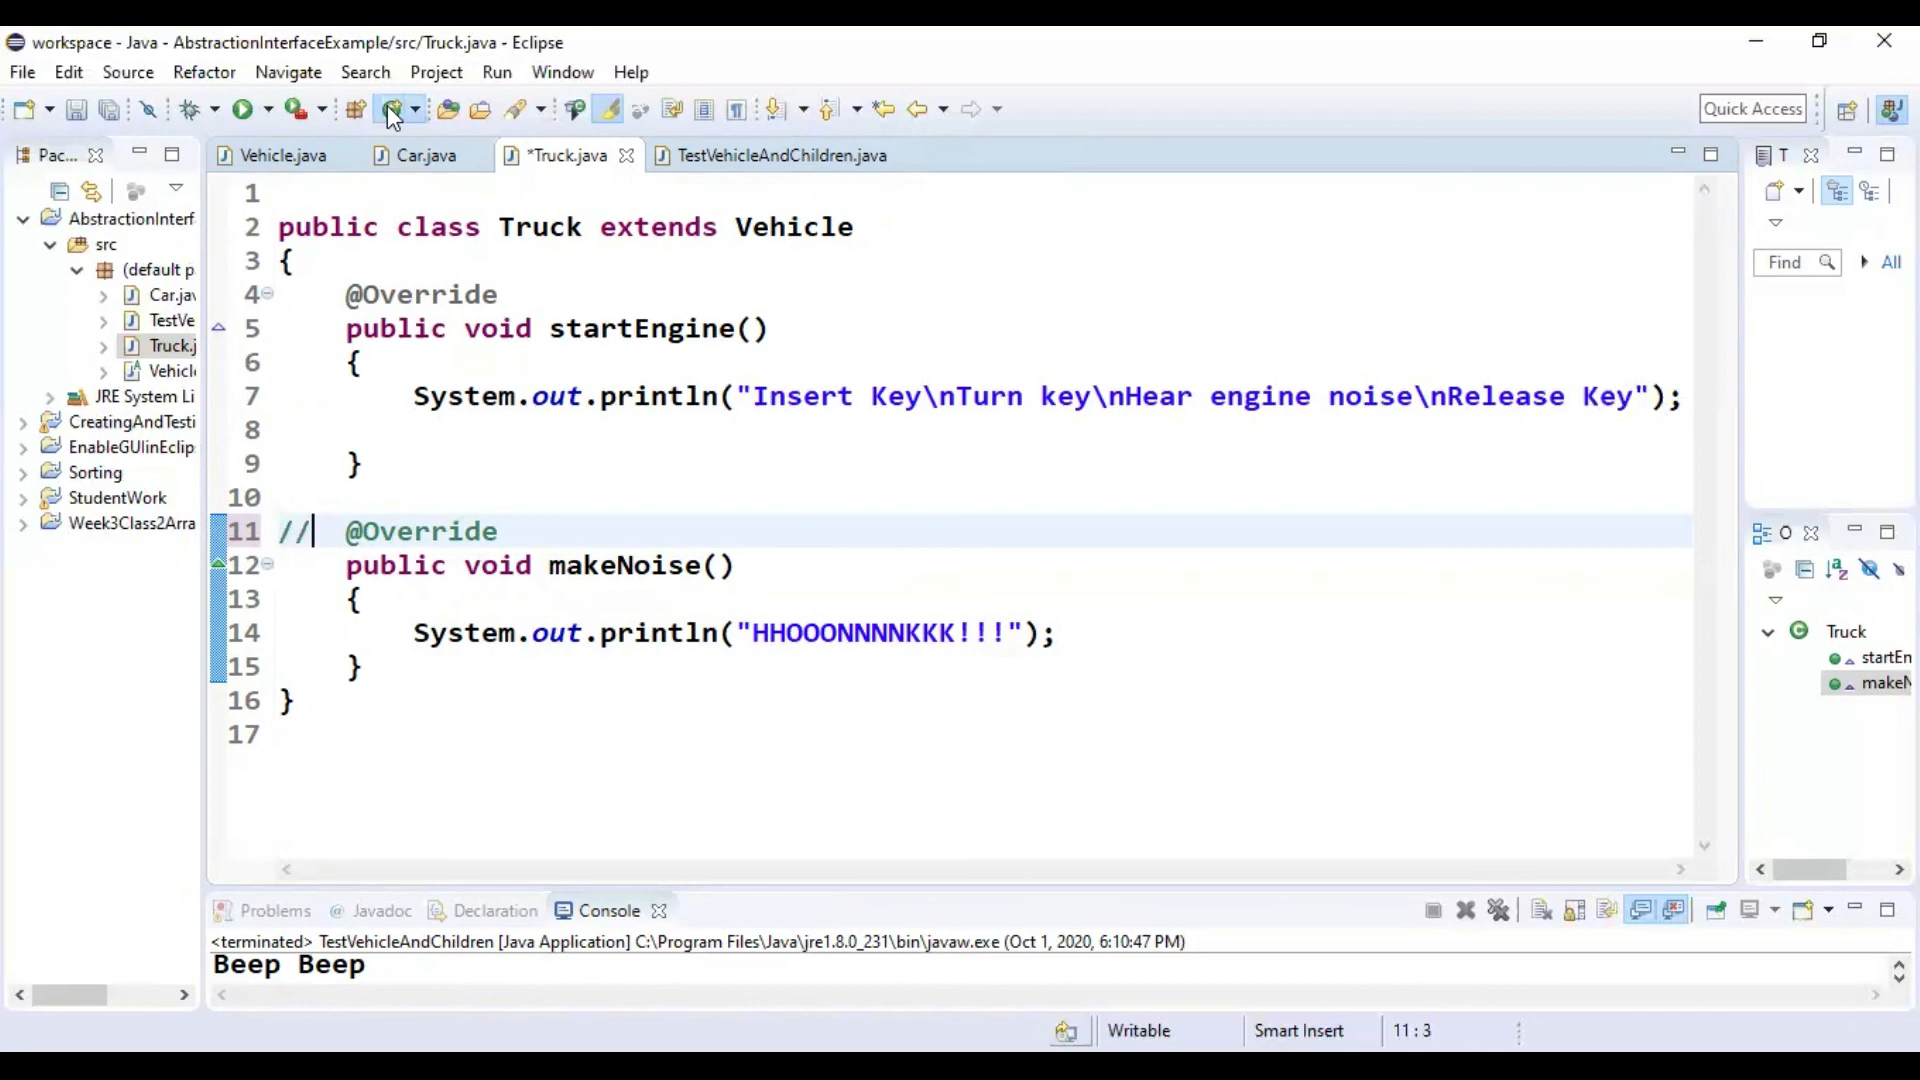 workspace - Java - AbstractionInterfaceExample/src/Truck.java - Eclipse
File Edit Source Refactor Navigate Search Project Run Window Help
Quick Access
Pac...
Vehicle.java
Car.java
*Truck.java
TestVehicleAndChildren.java
T
AbstractionInterf
src
(default p
Car.jav
TestVe
Truck.j
Vehicl
JRE System Li
CreatingAndTesti
EnableGUIinEclip
Sorting
StudentWork
Week3Class2Arra
1
2 public class Truck extends Vehicle
3 {
4 @Override
5 public void startEngine()
6 {
7 System.out.println("Insert Key\nTurn key\nHear engine noise\nRelease Key");
8
9 }
10
11 // @Override
12 public void makeNoise()
13 {
14 System.out.println("HHOOONNNNKKK!!!");
15 }
16 }
17
Find
All
O
Truck
startEn
makeN
Problems @ Javadoc Declaration Console
<terminated> TestVehicleAndChildren [Java Application] C:\Program Files\Java\jre1.8.0_231\bin\javaw.exe (Oct 1, 2020, 6:10:47 PM)
Beep Beep
Writable Smart Insert 11 : 3